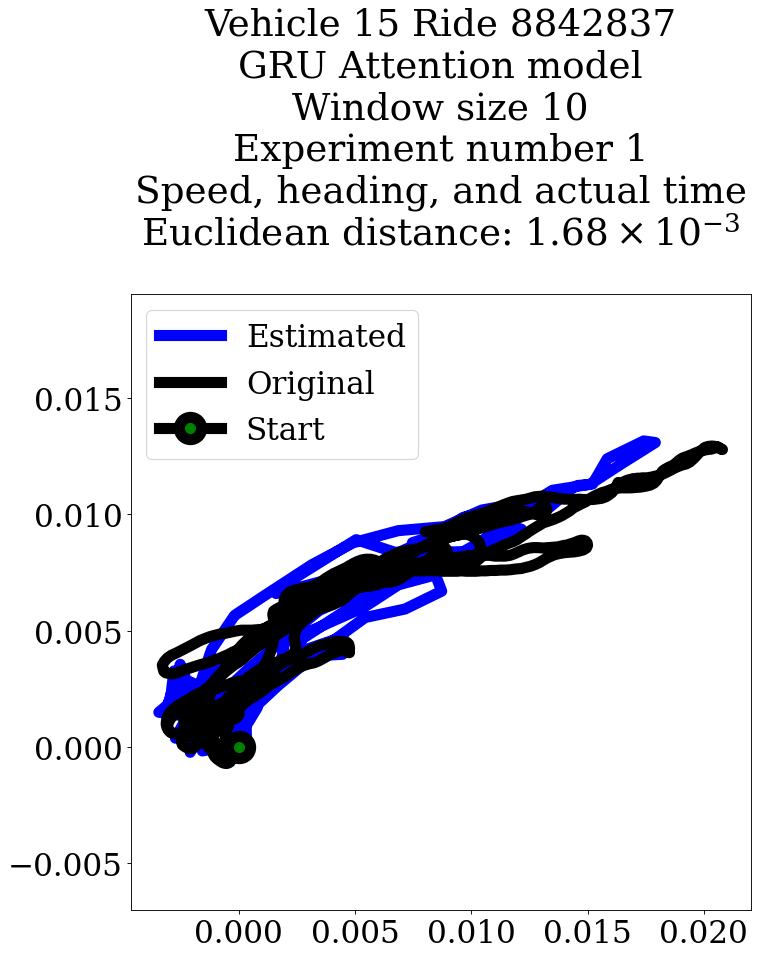 Vehicle 15 Ride 8842837
GRU Attention model
Window size 10
Experiment number 1
Speed, heading, and actual time
Euclidean distance: 1.68 × 10⁻³
Estimated
Original
Start
0.015
0.010
0.005
0.000
−0.005
0.000 0.005 0.010 0.015 0.020